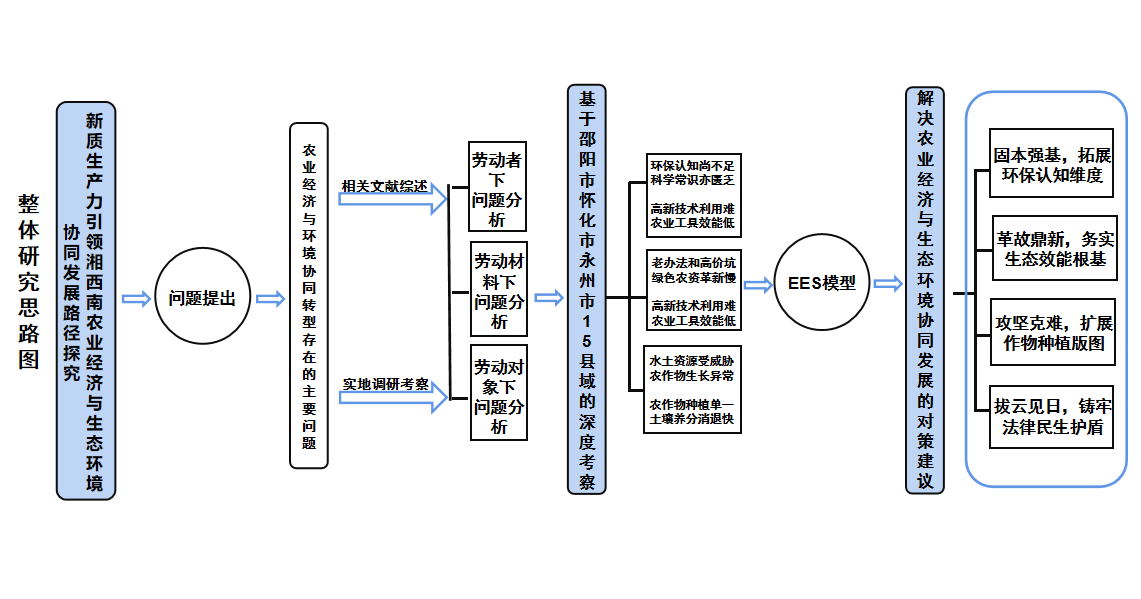 整体研究思路图
新质生产力引领湘西南农业经济与生态环境
协同发展路径探究
问题提出
农业经济与环境协同转型存在的主要问题
相关文献综述
实地调研考察
劳动者
下
问题分
析
劳动材
料下
问题分
析
劳动对
象下
问题分
析
基于邵阳市怀化市永州市15县域的深度考察
环保认知尚不足
科学常识亦匮乏
高新技术利用难
农业工具效能低
老办法和高价坑
绿色农资革新慢
高新技术利用难
农业工具效能低
水土资源受威胁
农作物生长异常
农作物种植单一
土壤养分消退快
EES模型
解决农业经济与生态环境协同发展的对策建议
固本强基，拓展
环保认知维度
革故鼎新，务实
生态效能根基
攻坚克难，扩展
作物种植版图
拔云见日，铸牢
法律民生护盾